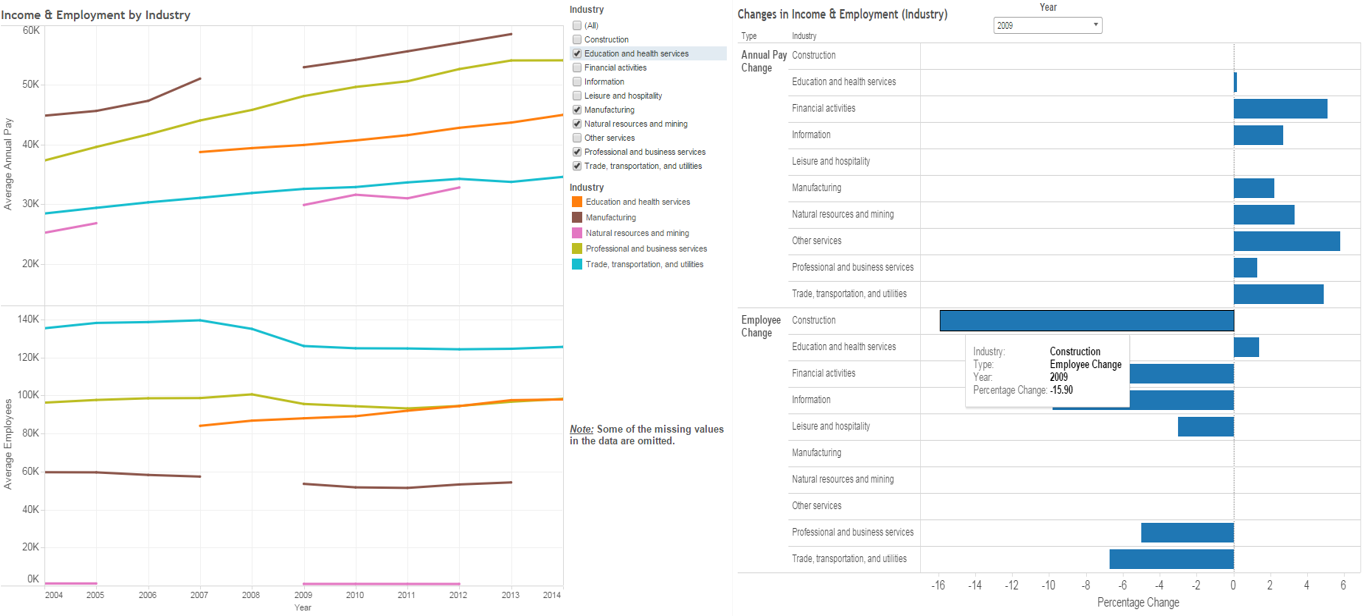 Income & Employment by Industry
60K
50K
40K
30K
20K
Average Annual Pay
140K
120K
100K
80K
60K
40K
20K
0K
Average Employees
2004 2005 2006 2007 2008 2009 2010 2011 2012 2013 2014
Year
Industry
(All)
Construction
Education and health services
Financial activities
Information
Leisure and hospitality
Manufacturing
Natural resources and mining
Other services
Professional and business services
Trade, transportation, and utilities
Industry
Education and health services
Manufacturing
Natural resources and mining
Professional and business services
Trade, transportation, and utilities
Note: Some of the missing values
in the data are omitted.
Changes in Income & Employment (Industry)
Year
2009
Type Industry
Annual Pay
Change
Construction
Education and health services
Financial activities
Information
Leisure and hospitality
Manufacturing
Natural resources and mining
Other services
Professional and business services
Trade, transportation, and utilities
Employee
Change
Construction
Education and health services
Financial activities
Information
Leisure and hospitality
Manufacturing
Natural resources and mining
Other services
Professional and business services
Trade, transportation, and utilities
Industry: Construction
Type: Employee Change
Year: 2009
Percentage Change: -15.90
-16 -14 -12 -10 -8 -6 -4 -2 0 2 4 6
Percentage Change